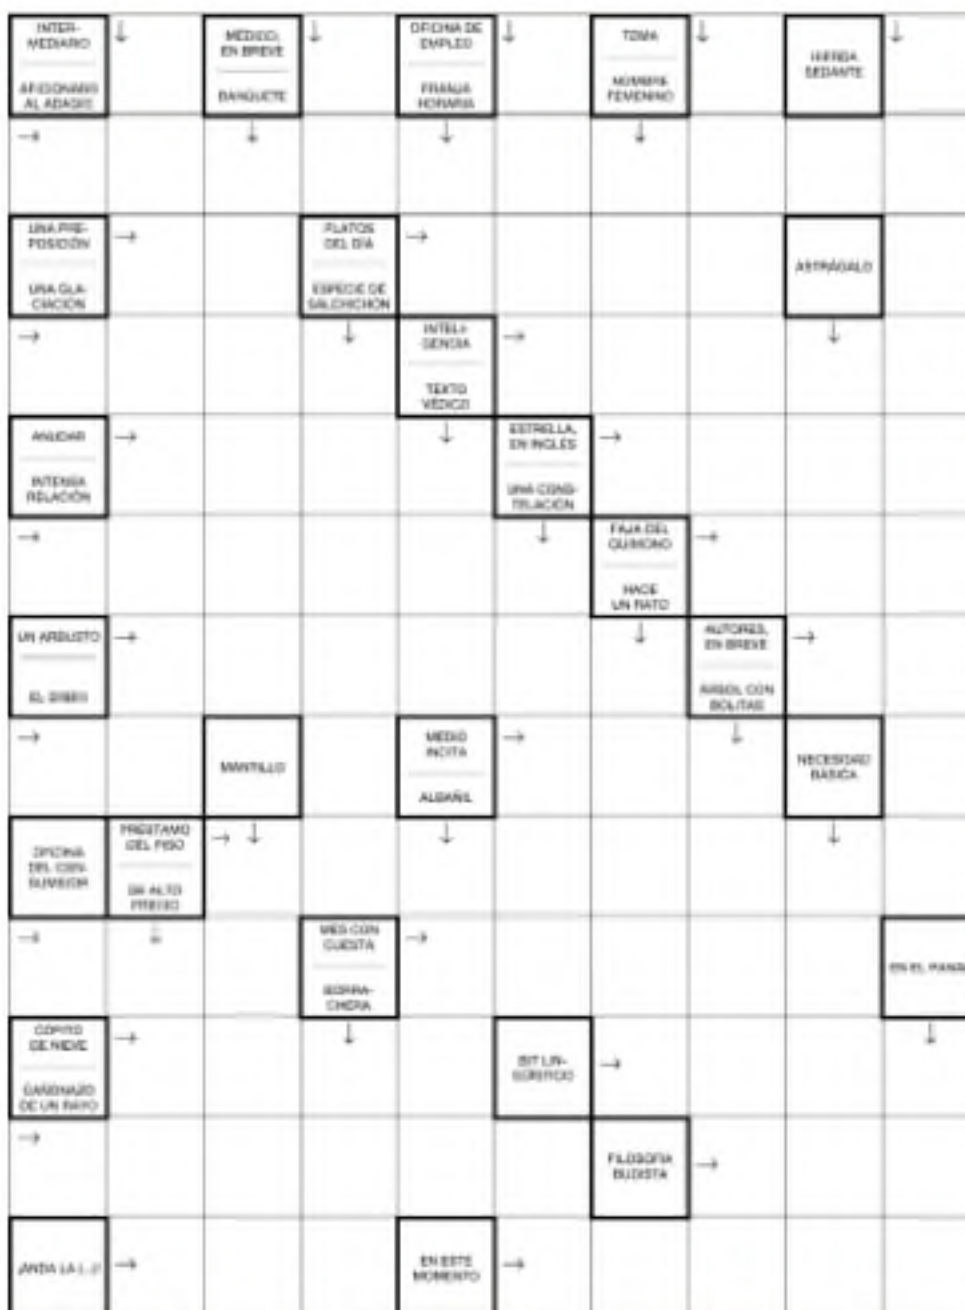 INTER-
MEDIARIO
AFICIONADO
AL ADAGIO
MÉDICO,
EN BREVE
BANQUETE
OFICINA DE
EMPLEO
FRANJA
HORARIA
TOMA
NOMBRE
FEMENINO
HIERBA
SEDANTE
UNA PRE-
POSICIÓN
UNA GLA-
CIACIÓN
PLATOS
DEL DÍA
ESPECIE DE
SALCHICHÓN
ASTRÁGALO
INTELI-
GENCIA
TEXTO
VÉDICO
ANUDAR
INTENSA
RELACIÓN
ESTRELLA,
EN INGLÉS
UNA CONS-
TELACIÓN
FAJA DEL
QUIMONO
HACE
UN RATO
UN ARBUSTO
AUTORES,
EN BREVE
ÁRBOL CON
BOLITAS
MANTILLO
MEDIO
INCITA
ALBAÑIL
NECESIDAD
BÁSICA
OFICINA
DEL CON-
SUMIDOR
PRÉSTAMO
DEL PISO
DE ALTO
PRECIO
MES CON
CUESTA
BORRA-
CHERA
EN EL PANAL
COPITO
DE NIEVE
CAÑONAZO
DE UN RAYO
BIT LIN-
GÜÍSTICO
FILOSOFÍA
BUDISTA
¡ANDA LA (...)!
EN ESTE
MOMENTO